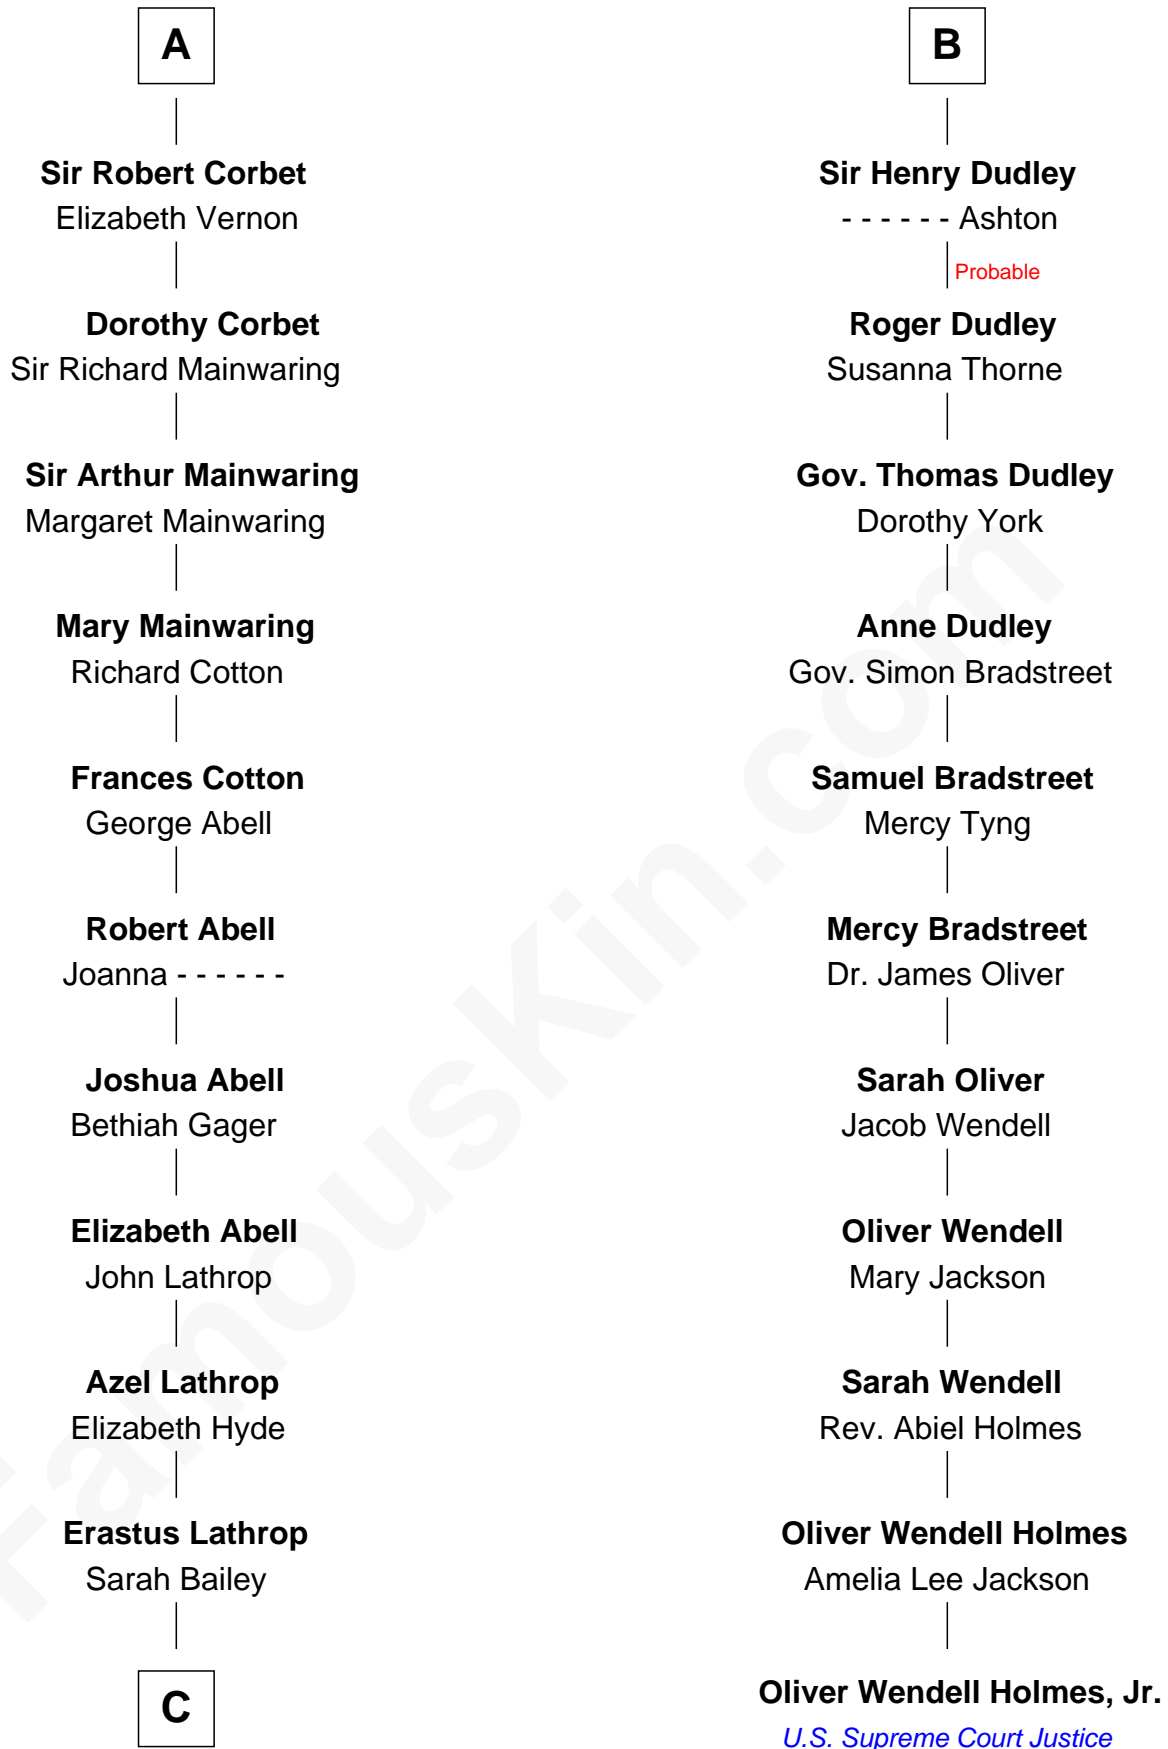 A
Sir Robert Corbet
Elizabeth Vernon
Dorothy Corbet
Sir Richard Mainwaring
Sir Arthur Mainwaring
Margaret Mainwaring
Mary Mainwaring
Richard Cotton
Frances Cotton
George Abell
Robert Abell
Joanna - - - - - -
Joshua Abell
Bethiah Gager
Elizabeth Abell
John Lathrop
Azel Lathrop
Elizabeth Hyde
Erastus Lathrop
Sarah Bailey
C
B
Sir Henry Dudley
- - - - - - Ashton
Probable
Roger Dudley
Susanna Thorne
Gov. Thomas Dudley
Dorothy York
Anne Dudley
Gov. Simon Bradstreet
Samuel Bradstreet
Mercy Tyng
Mercy Bradstreet
Dr. James Oliver
Sarah Oliver
Jacob Wendell
Oliver Wendell
Mary Jackson
Sarah Wendell
Rev. Abiel Holmes
Oliver Wendell Holmes
Amelia Lee Jackson
Oliver Wendell Holmes, Jr.
U.S. Supreme Court Justice
FamousKin.com